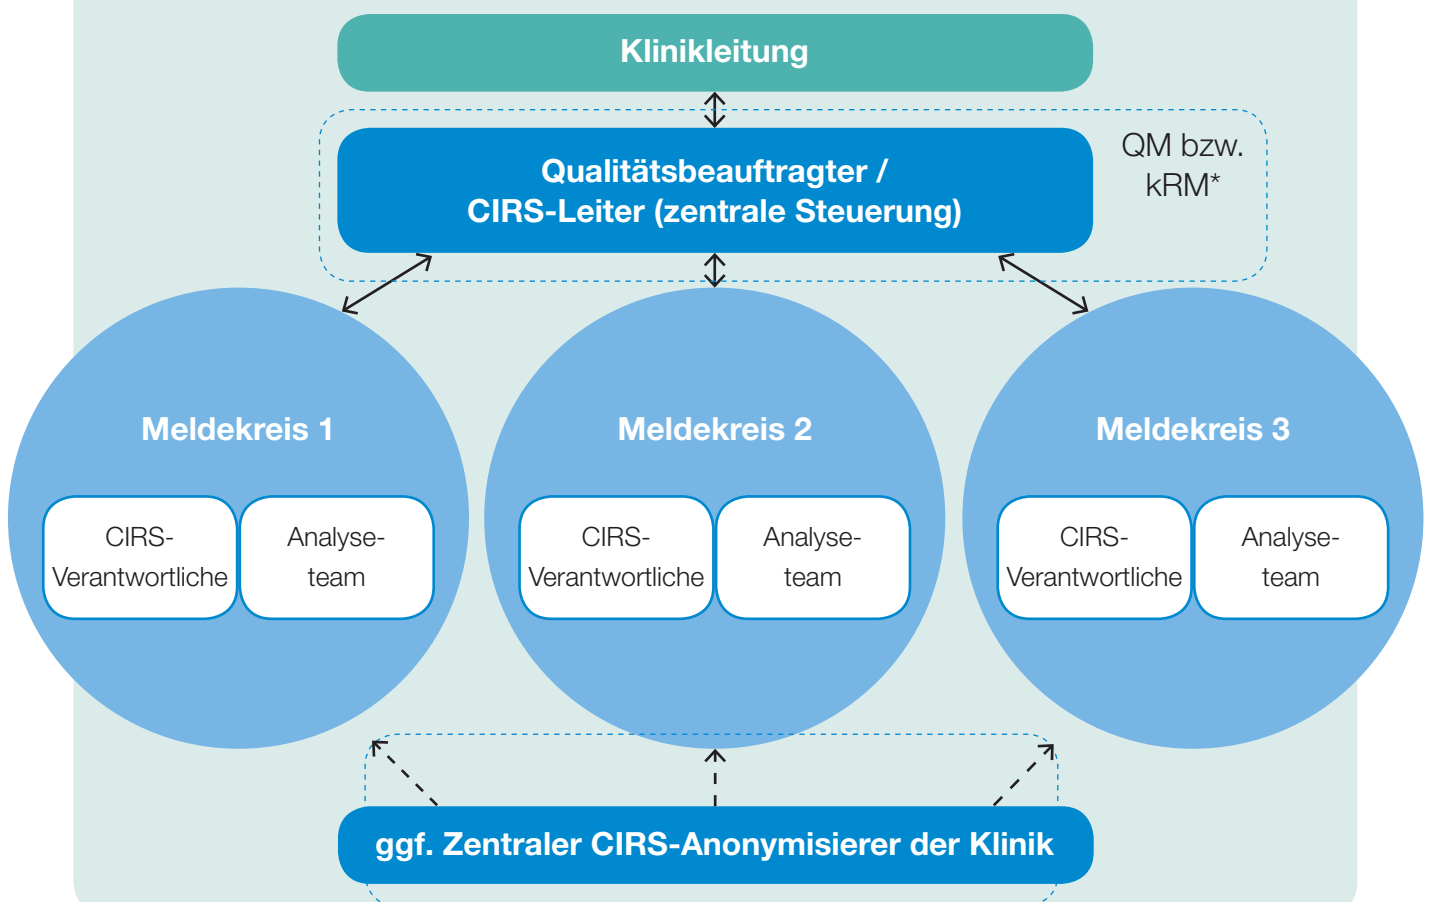 Klinikleitung
Qualitätsbeauftragter /
CIRS-Leiter (zentrale Steuerung)
QM bzw.
kRM*
Meldekreis 1
CIRS-
Verantwortliche
Analyse-
team
Meldekreis 2
CIRS-
Verantwortliche
Analyse-
team
Meldekreis 3
CIRS-
Verantwortliche
Analyse-
team
ggf. Zentraler CIRS-Anonymisierer der Klinik